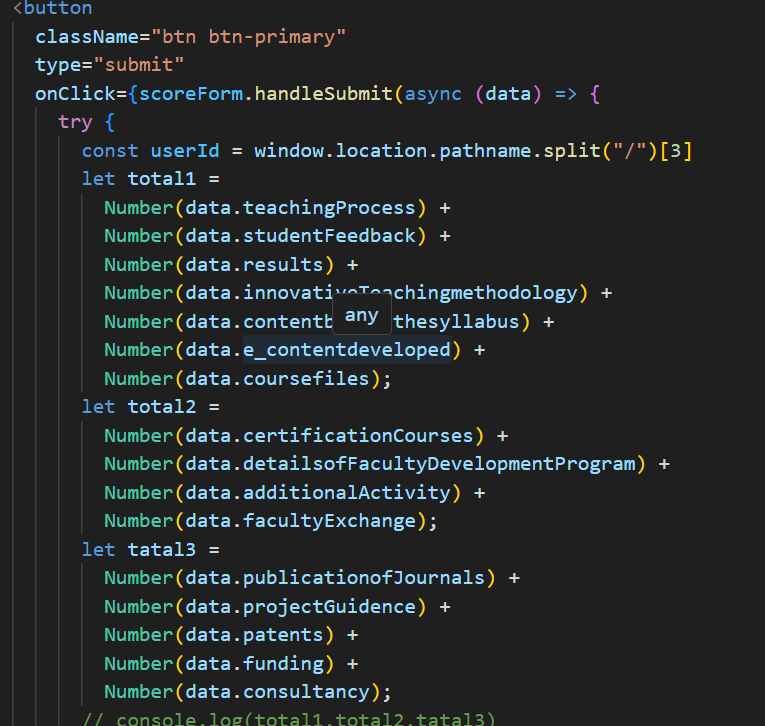 <button
className="btn btn-primary"
type="submit"
onClick={scoreForm.handleSubmit(async (data) => {
try {
const userId = window.location.pathname.split("/")[3]
let total1 =
Number(data.teachingProcess) +
Number(data.studentFeedback) +
Number(data.results) +
Number(data.innovativeTeachingmethodology) +
any
Number(data.contentb thesyllabus) +
Number(data.e_contentdeveloped) +
Number(data.coursefiles);
let total2 =
Number(data.certificationCourses) +
Number(data.detailsofFacultyDevelopmentProgram) +
Number(data.additionalActivity) +
Number(data.facultyExchange);
let tatal3 =
Number(data.publicationofJournals) +
Number(data.projectGuidence) +
Number(data.patents) +
Number(data.funding) +
Number(data.consultancy);
// console.log(total1,total2,tatal3)